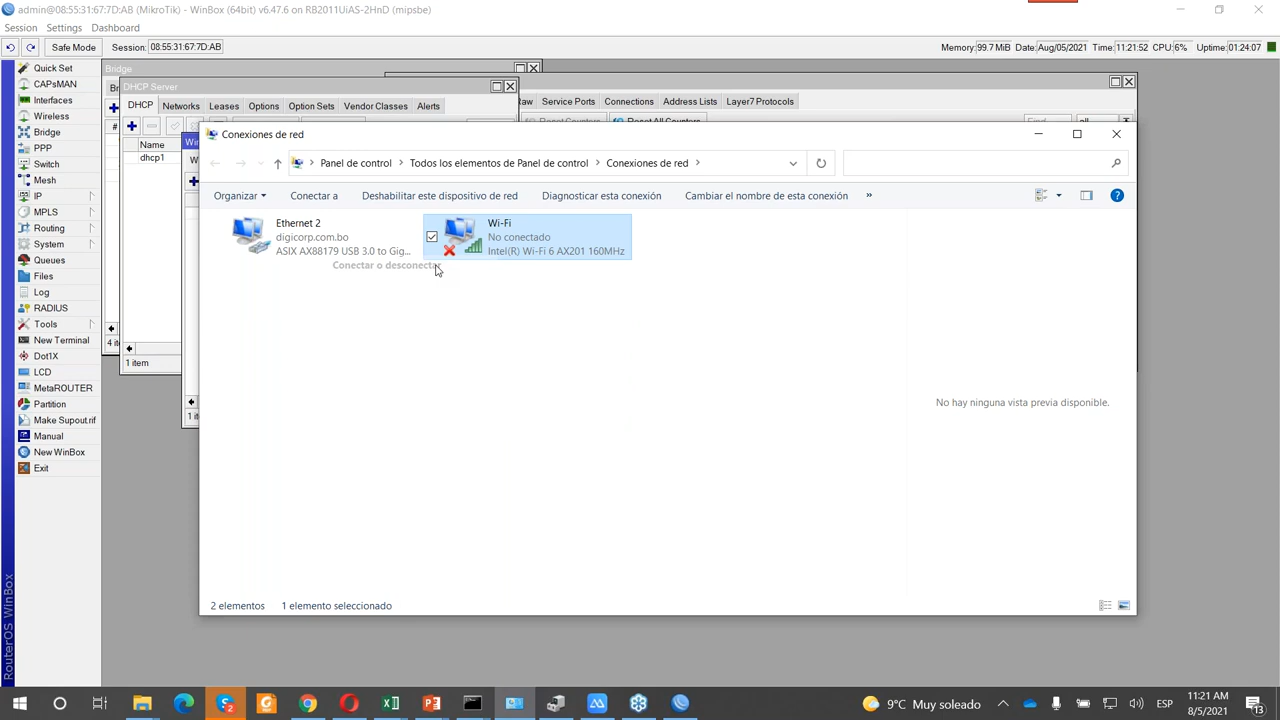 admin@08:55:31:67:7D:AB (MikroTik) - WinBox (64bit) v6.47.6 on RB2011UiAS-2HnD (mipsbe)
Session Settings Dashboard
Safe Mode Session: 08:55:31:67:7D:AB Memory: 99.7 MiB Date: Aug/05/2021 Time: 11:21:52 CPU: 6% Uptime: 01:24:07
Quick Set
CAPsMAN
Interfaces
Wireless
Bridge
PPP
Switch
Mesh
IP
MPLS
Routing
System
Queues
Files
Log
RADIUS
Tools
New Terminal
Dot1X
LCD
MetaROUTER
Partition
Make Supout.rif
Manual
New WinBox
Exit
RouterOS WinBox
Bridge
DHCP Server
DHCP Networks Leases Options Option Sets Vendor Classes Alerts
Service Ports Connections Address Lists Layer7 Protocols
Reset Counters Reset All Counters Find all
# Name
dhcp1
1 item
Conexiones de red
Panel de control Todos los elementos de Panel de control Conexiones de red
Organizar Conectar a Deshabilitar este dispositivo de red Diagnosticar esta conexión Cambiar el nombre de esta conexión »
Ethernet 2
digicorp.com.bo
ASIX AX88179 USB 3.0 to Gig...
Wi-Fi
No conectado
Intel(R) Wi-Fi 6 AX201 160MHz
Conectar o desconectar
No hay ninguna vista previa disponible.
2 elementos 1 elemento seleccionado
9°C Muy soleado ESP
11:21 AM
8/5/2021
13